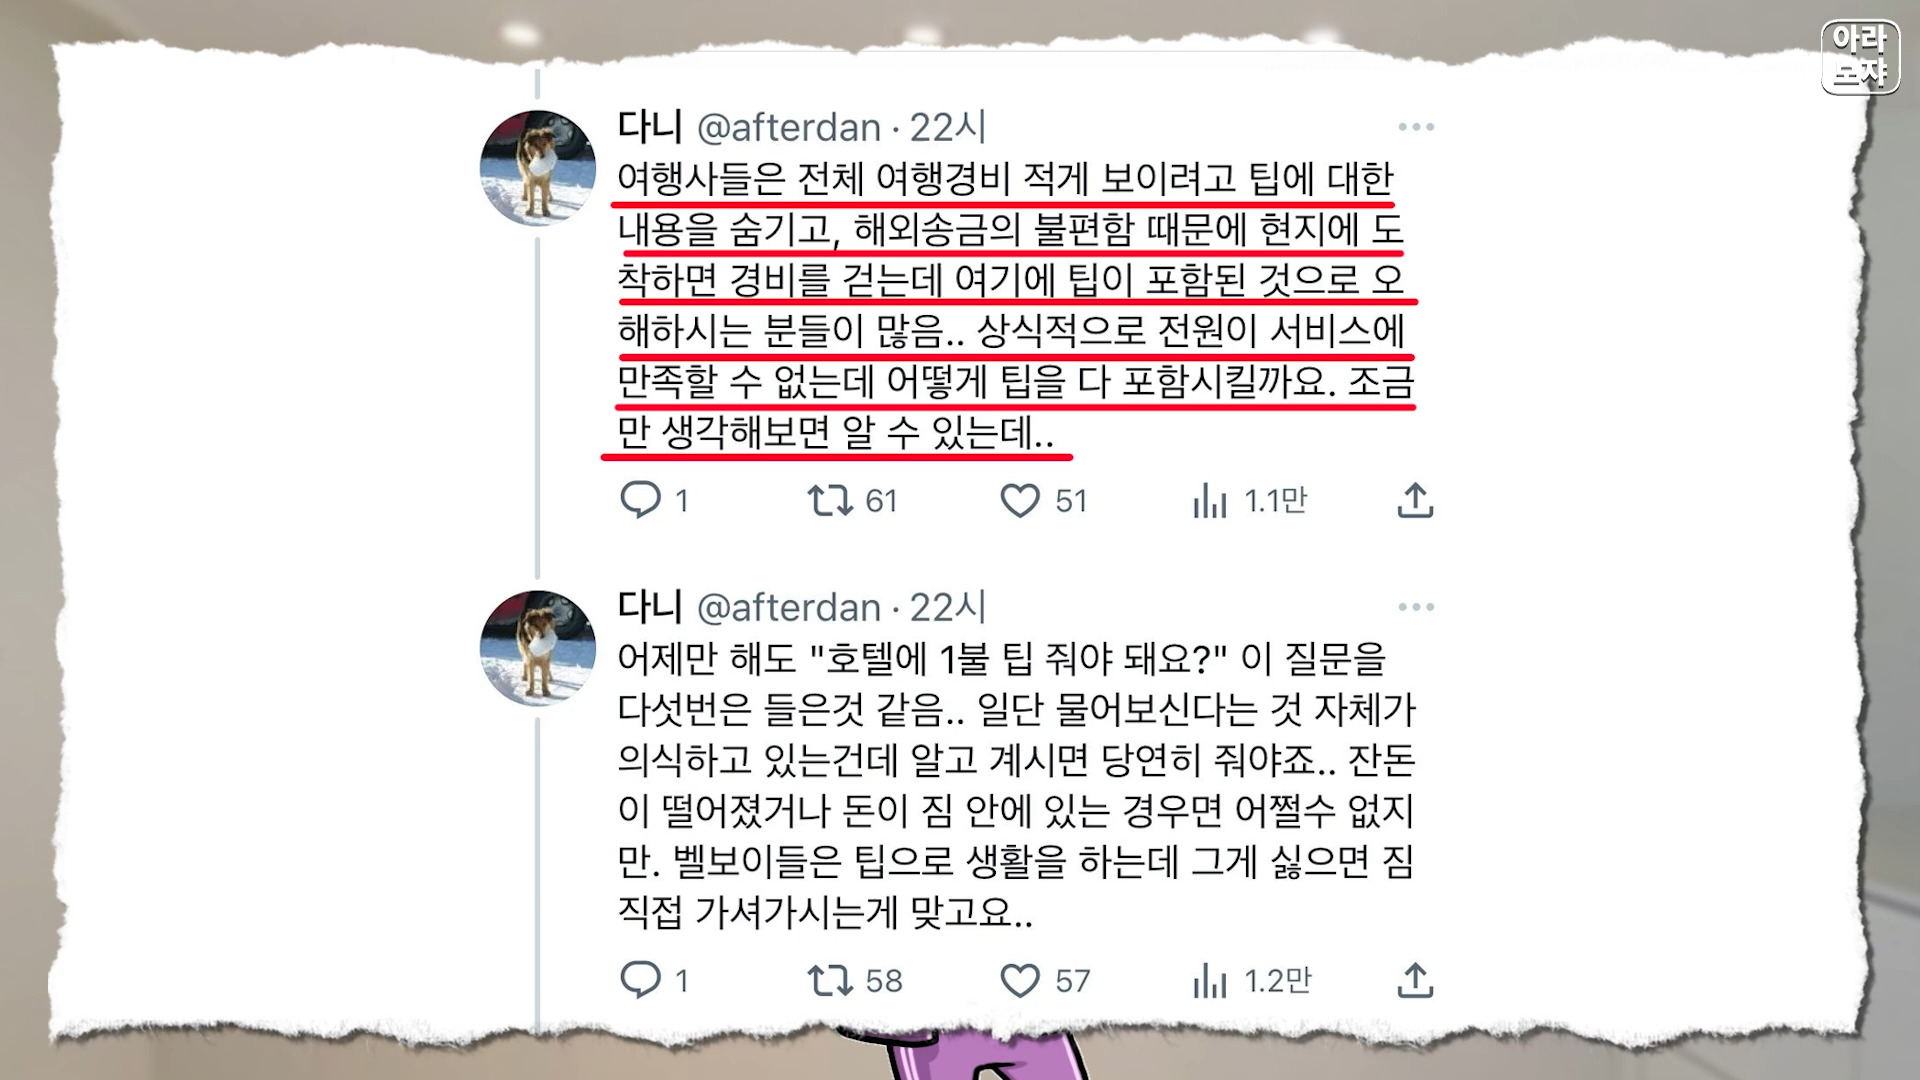 아라
보쟈
다니 @afterdan · 22시
여행사들은 전체 여행경비 적게 보이려고 팁에 대한
내용을 숨기고, 해외송금의 불편함 때문에 현지에 도
착하면 경비를 걷는데 여기에 팁이 포함된 것으로 오
해하시는 분들이 많음.. 상식적으로 전원이 서비스에
만족할 수 없는데 어떻게 팁을 다 포함시킬까요. 조금
만 생각해보면 알 수 있는데..
1 61 51 1.1만
다니 @afterdan · 22시
어제만 해도 "호텔에 1불 팁 줘야 돼요?" 이 질문을
다섯번은 들은것 같음.. 일단 물어보신다는 것 자체가
의식하고 있는건데 알고 계시면 당연히 줘야죠.. 잔돈
이 떨어졌거나 돈이 짐 안에 있는 경우면 어쩔수 없지
만. 벨보이들은 팁으로 생활을 하는데 그게 싫으면 짐
직접 가셔가시는게 맞고요..
1 58 57 1.2만